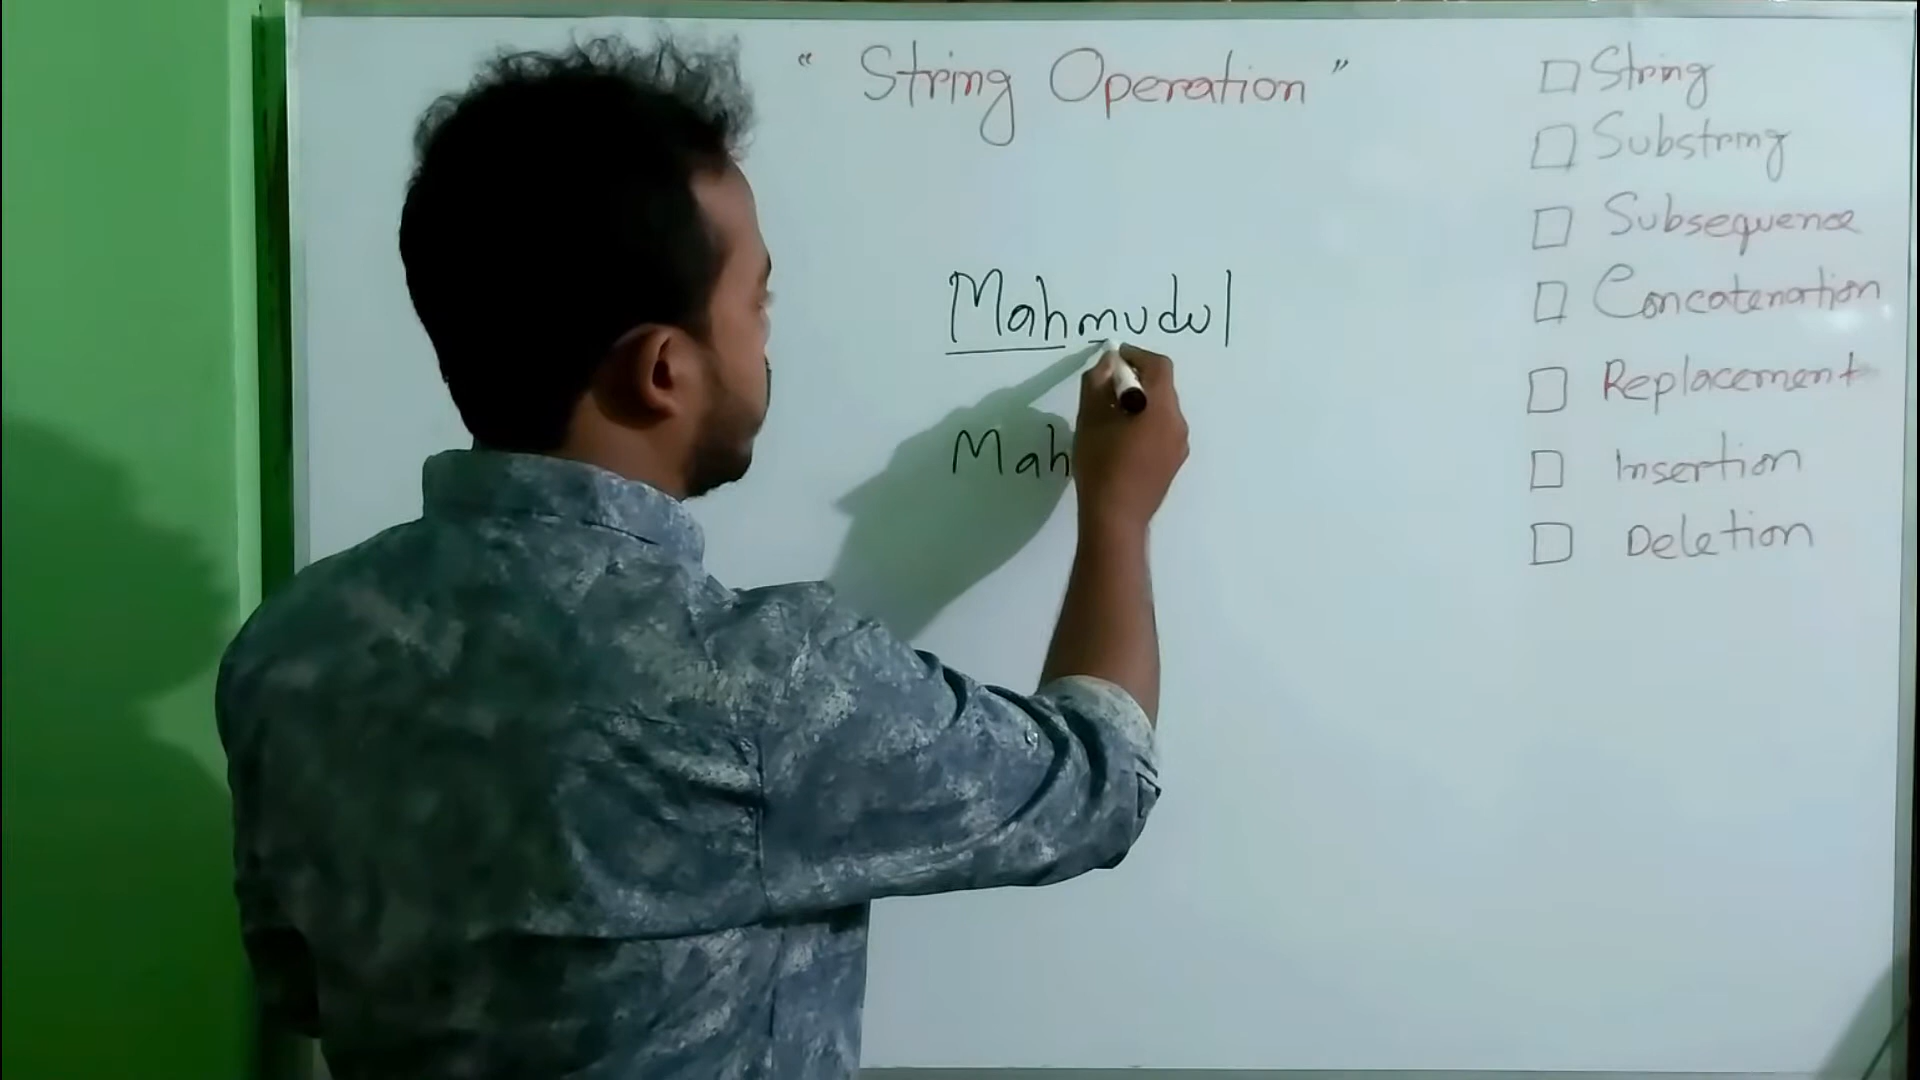 “ String Operation ”
Mahmudul
Mah
String
Substring
Subsequence
Concatenation
Replacement
Insertion
Deletion